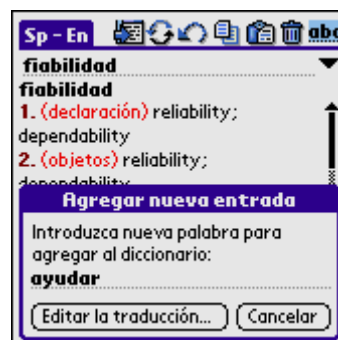 Sp - En abc
fiabilidad
fiabilidad
1. (declaración) reliability;
dependability
2. (objetos) reliability;
dependability
Agregar nueva entrada
Introduzca nueva palabra para
agregar al diccionario:
ayudar
Editar la traducción... Cancelar